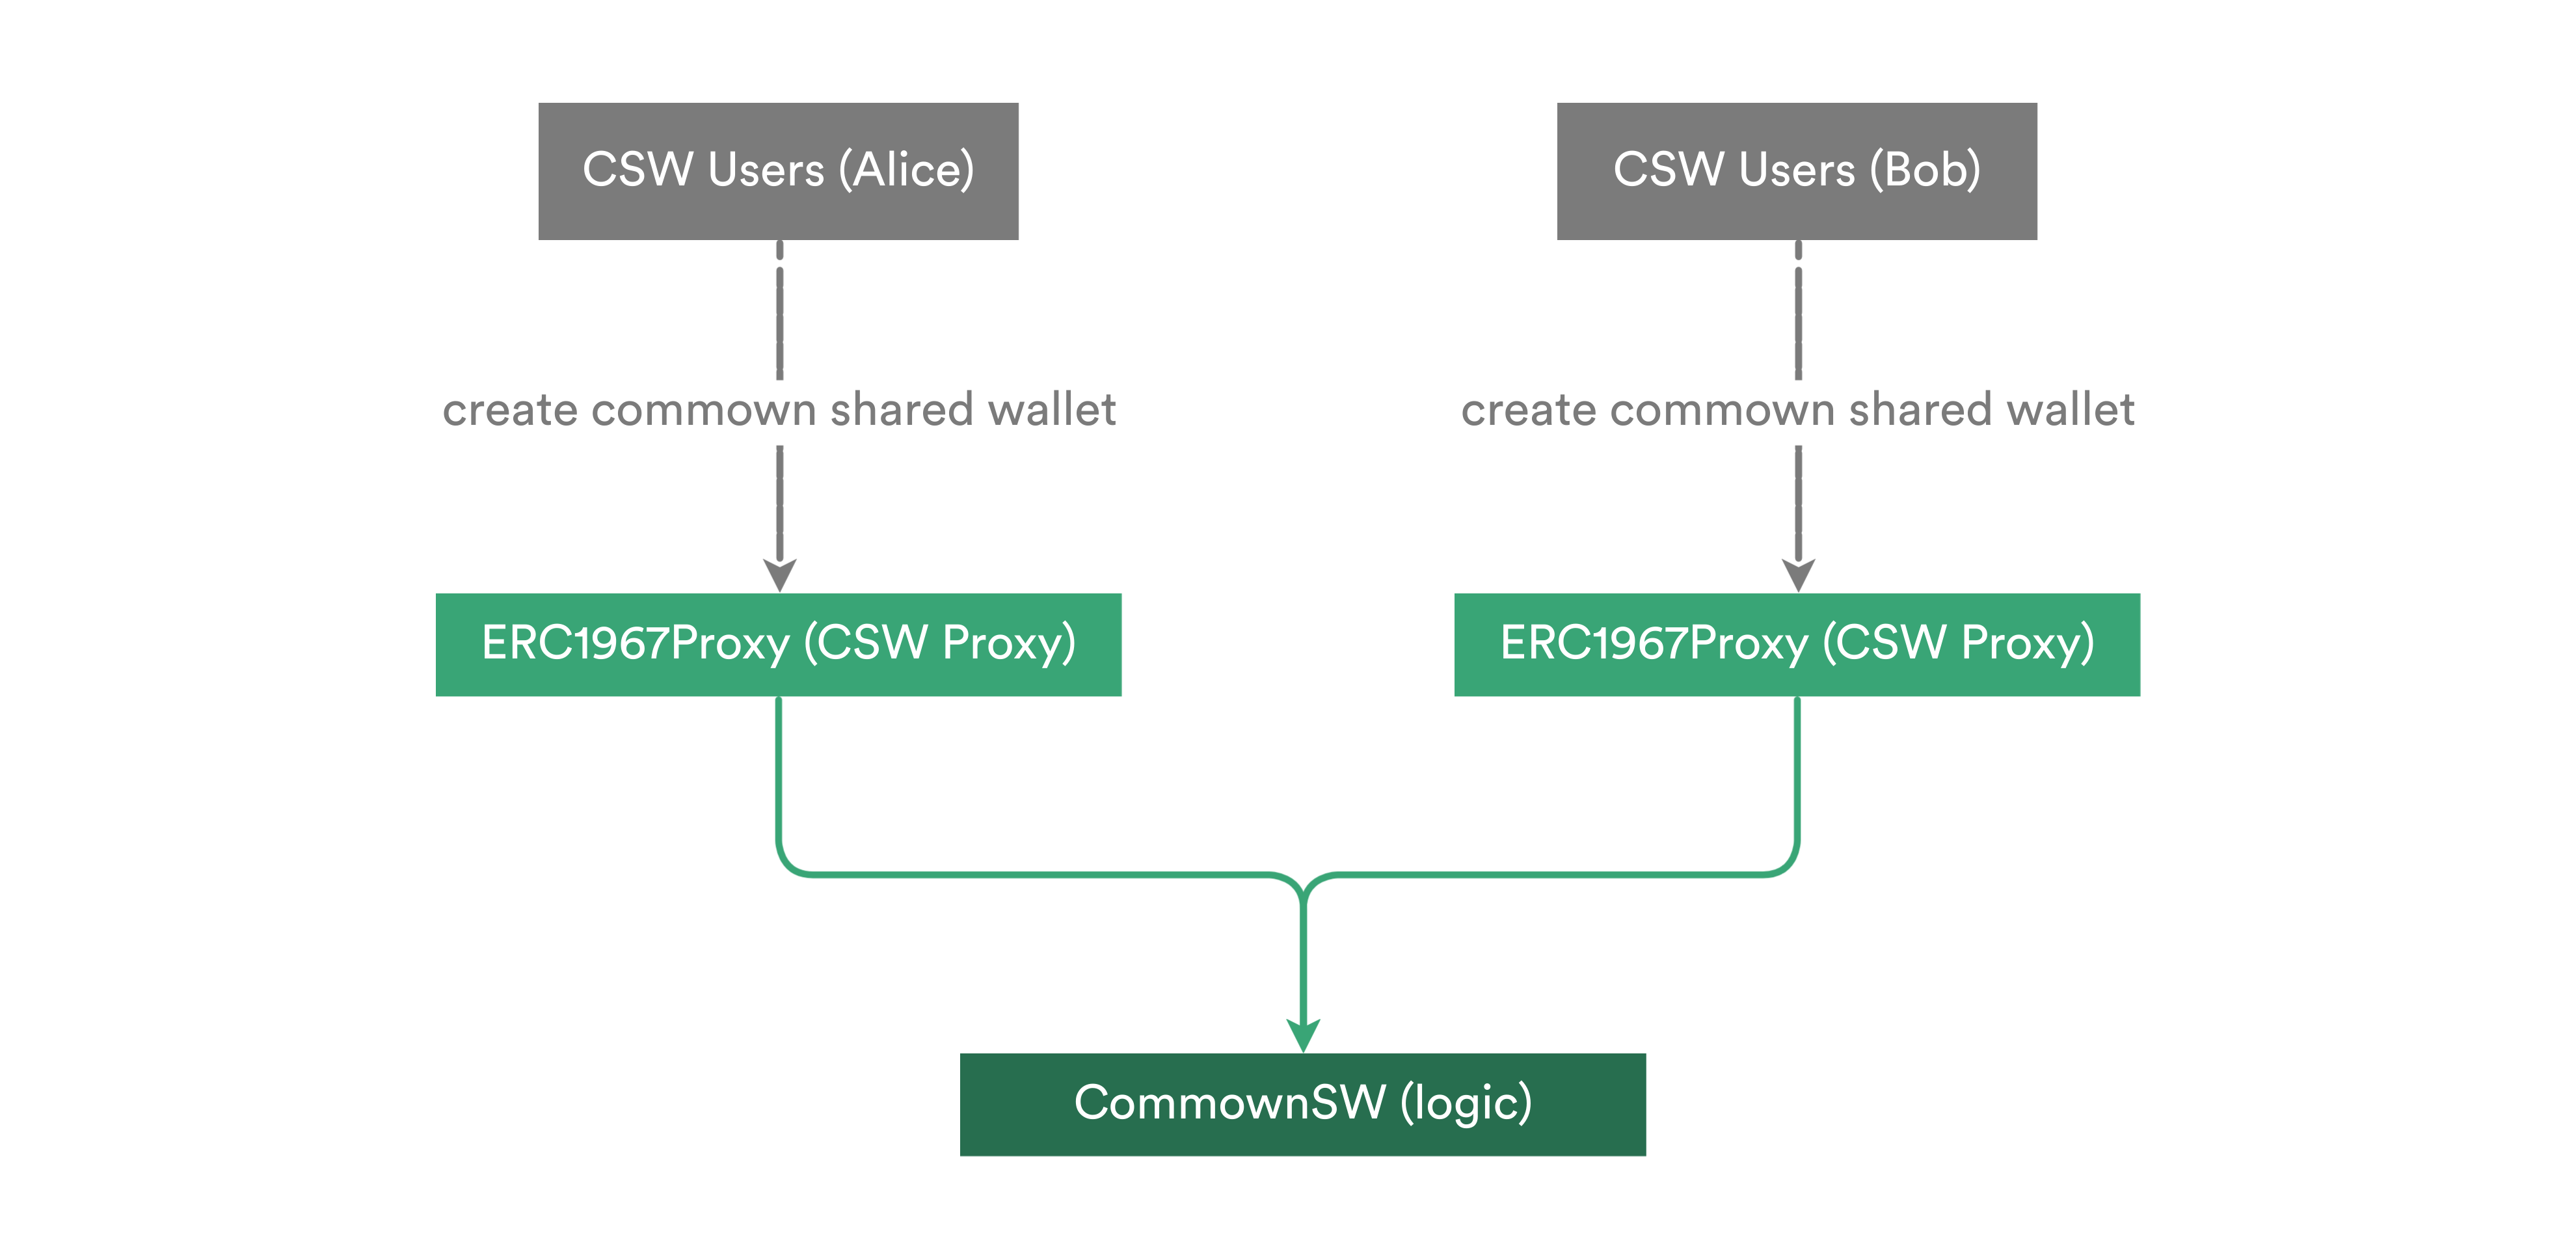 CSW Users (Alice)
CSW Users (Bob)
create commown shared wallet
create commown shared wallet
ERC1967Proxy (CSW Proxy)
ERC1967Proxy (CSW Proxy)
CommownSW (logic)